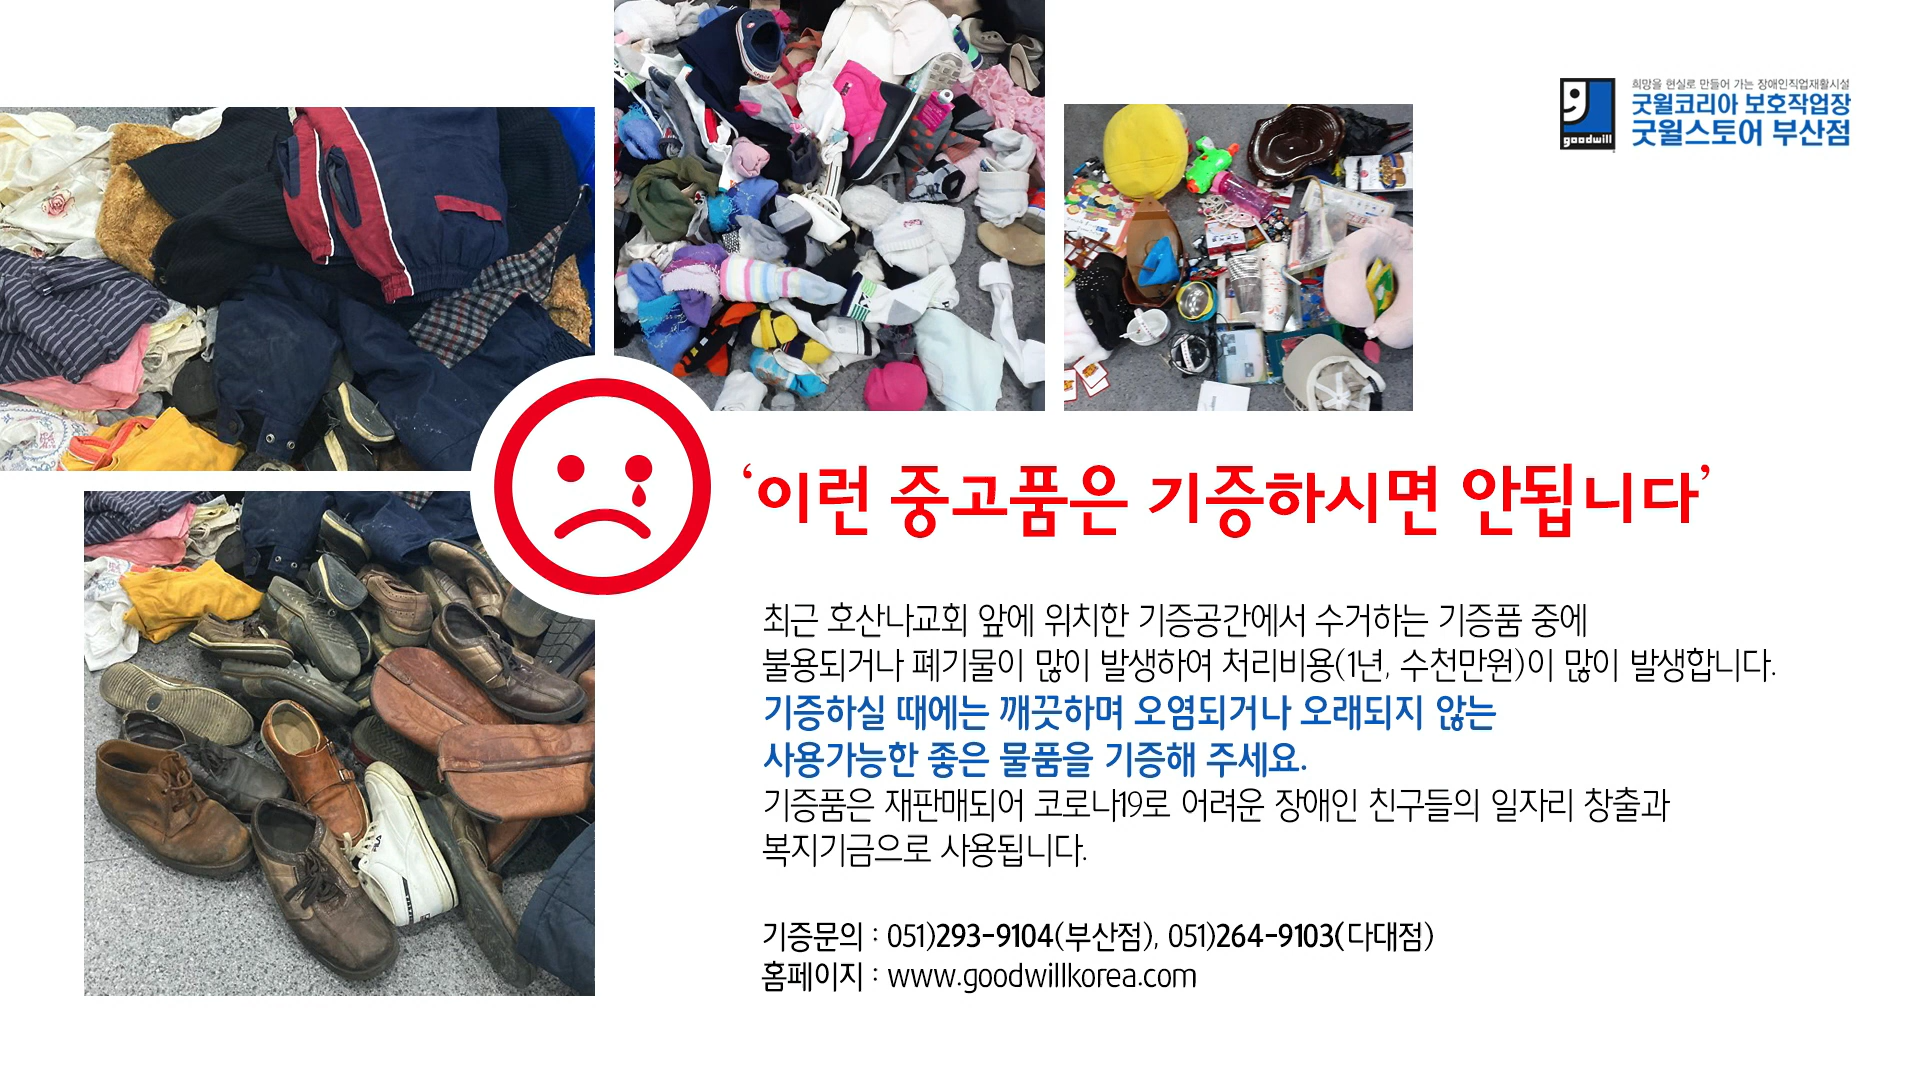 희망을 현실로 만들어 가는 장애인직업재활시설
굿윌코리아 보호작업장
굿윌스토어 부산점
goodwill
‘이런 중고품은 기증하시면 안됩니다’
최근 호산나교회 앞에 위치한 기증공간에서 수거하는 기증품 중에
불용되거나 폐기물이 많이 발생하여 처리비용(1년, 수천만원)이 많이 발생합니다.
기증하실 때에는 깨끗하며 오염되거나 오래되지 않는
사용가능한 좋은 물품을 기증해 주세요.
기증품은 재판매되어 코로나19로 어려운 장애인 친구들의 일자리 창출과
복지기금으로 사용됩니다.
기증문의 : 051)293-9104(부산점), 051)264-9103(다대점)
홈페이지 : www.goodwillkorea.com